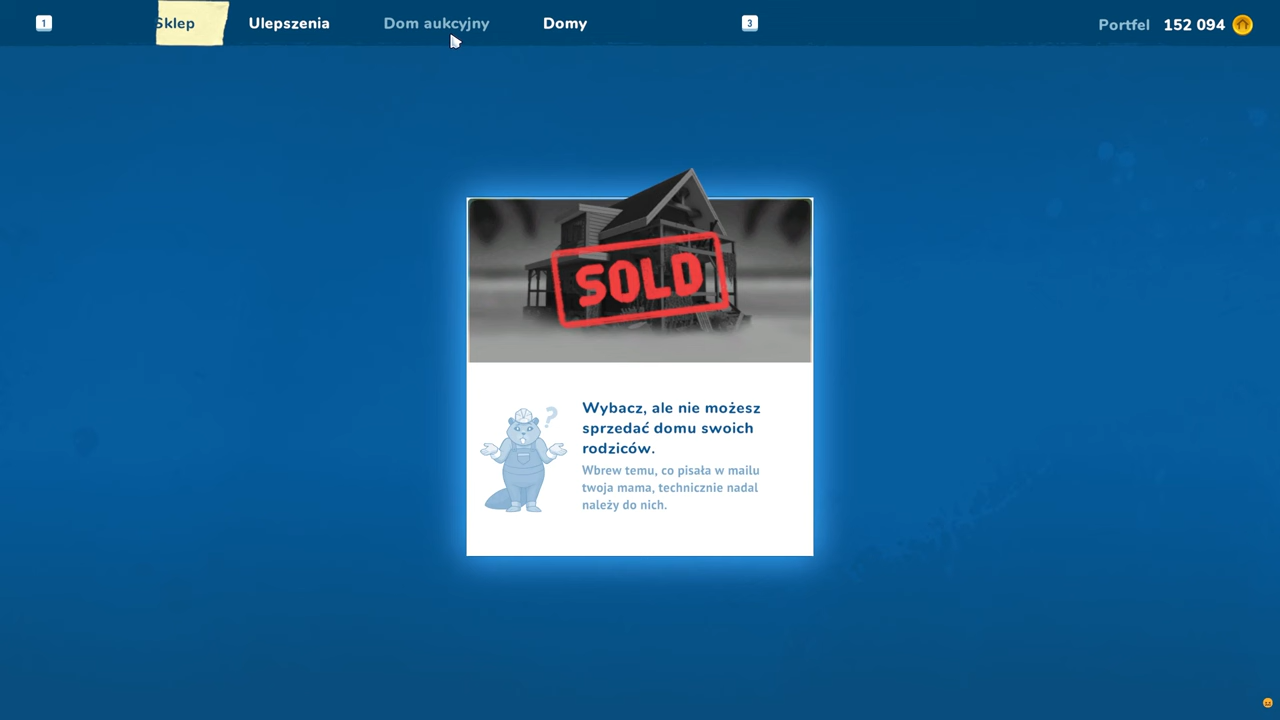 1 Sklep Ulepszenia Dom aukcyjny Domy 3 Portfel 152 094
SOLD
?
Wybacz, ale nie możesz
sprzedać domu swoich
rodziców.
Wbrew temu, co pisała w mailu
twoja mama, technicznie nadal
należy do nich.